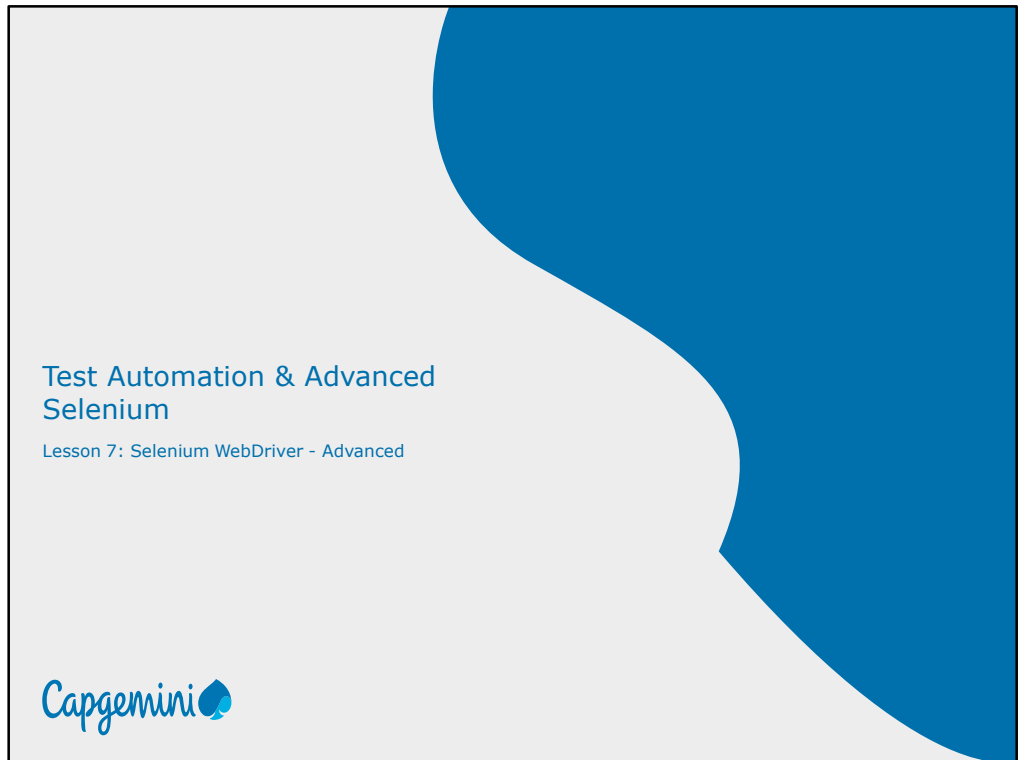 Test Automation & Advanced
Selenium
Lesson 7: Selenium WebDriver - Advanced
Capgemini